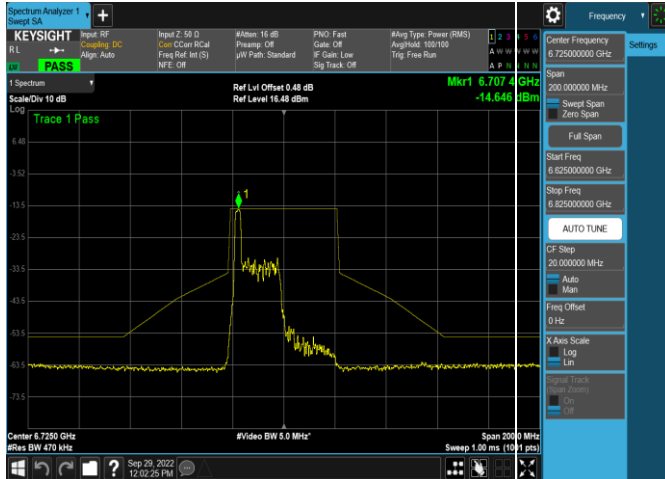 Spectrum Analyzer 1
Swept SA
Frequency
KEYSIGHT
Input: RF
Input Z: 50 Ω
#Atten: 16 dB
PNO: Fast
#Avg Type: Power (RMS)
1 2 3 4 5 6
RL
Coupling: DC
Corr CCorr RCal
Preamp: Off
Gate: Off
Avg|Hold: 100/100
Align: Auto
Freq Ref: Int (S)
µW Path: Standard
IF Gain: Low
Trig: Free Run
PASS
NFE: Off
Sig Track: Off
1 Spectrum
Ref Lvl Offset 0.48 dB
Mkr1 6.707 4 GHz
Scale/Div 10 dB
Ref Level 16.48 dBm
-14.646 dBm
Log
Trace 1 Pass
6.48
-3.52
-13.5
-23.5
-33.5
-43.5
-53.5
-63.5
-73.5
1
Center 6.7250 GHz
#Video BW 5.0 MHz*
Span 200.0 MHz
#Res BW 470 kHz
Sweep 1.00 ms (1001 pts)
Sep 29, 2022
12:02:25 PM
Settings
Center Frequency
6.725000000 GHz
Span
200.000000 MHz
Swept Span
Zero Span
Full Span
Start Freq
6.625000000 GHz
Stop Freq
6.825000000 GHz
AUTO TUNE
CF Step
20.000000 MHz
Auto
Man
Freq Offset
0 Hz
X Axis Scale
Log
Lin
Signal Track
(Span Zoom)
On
Off